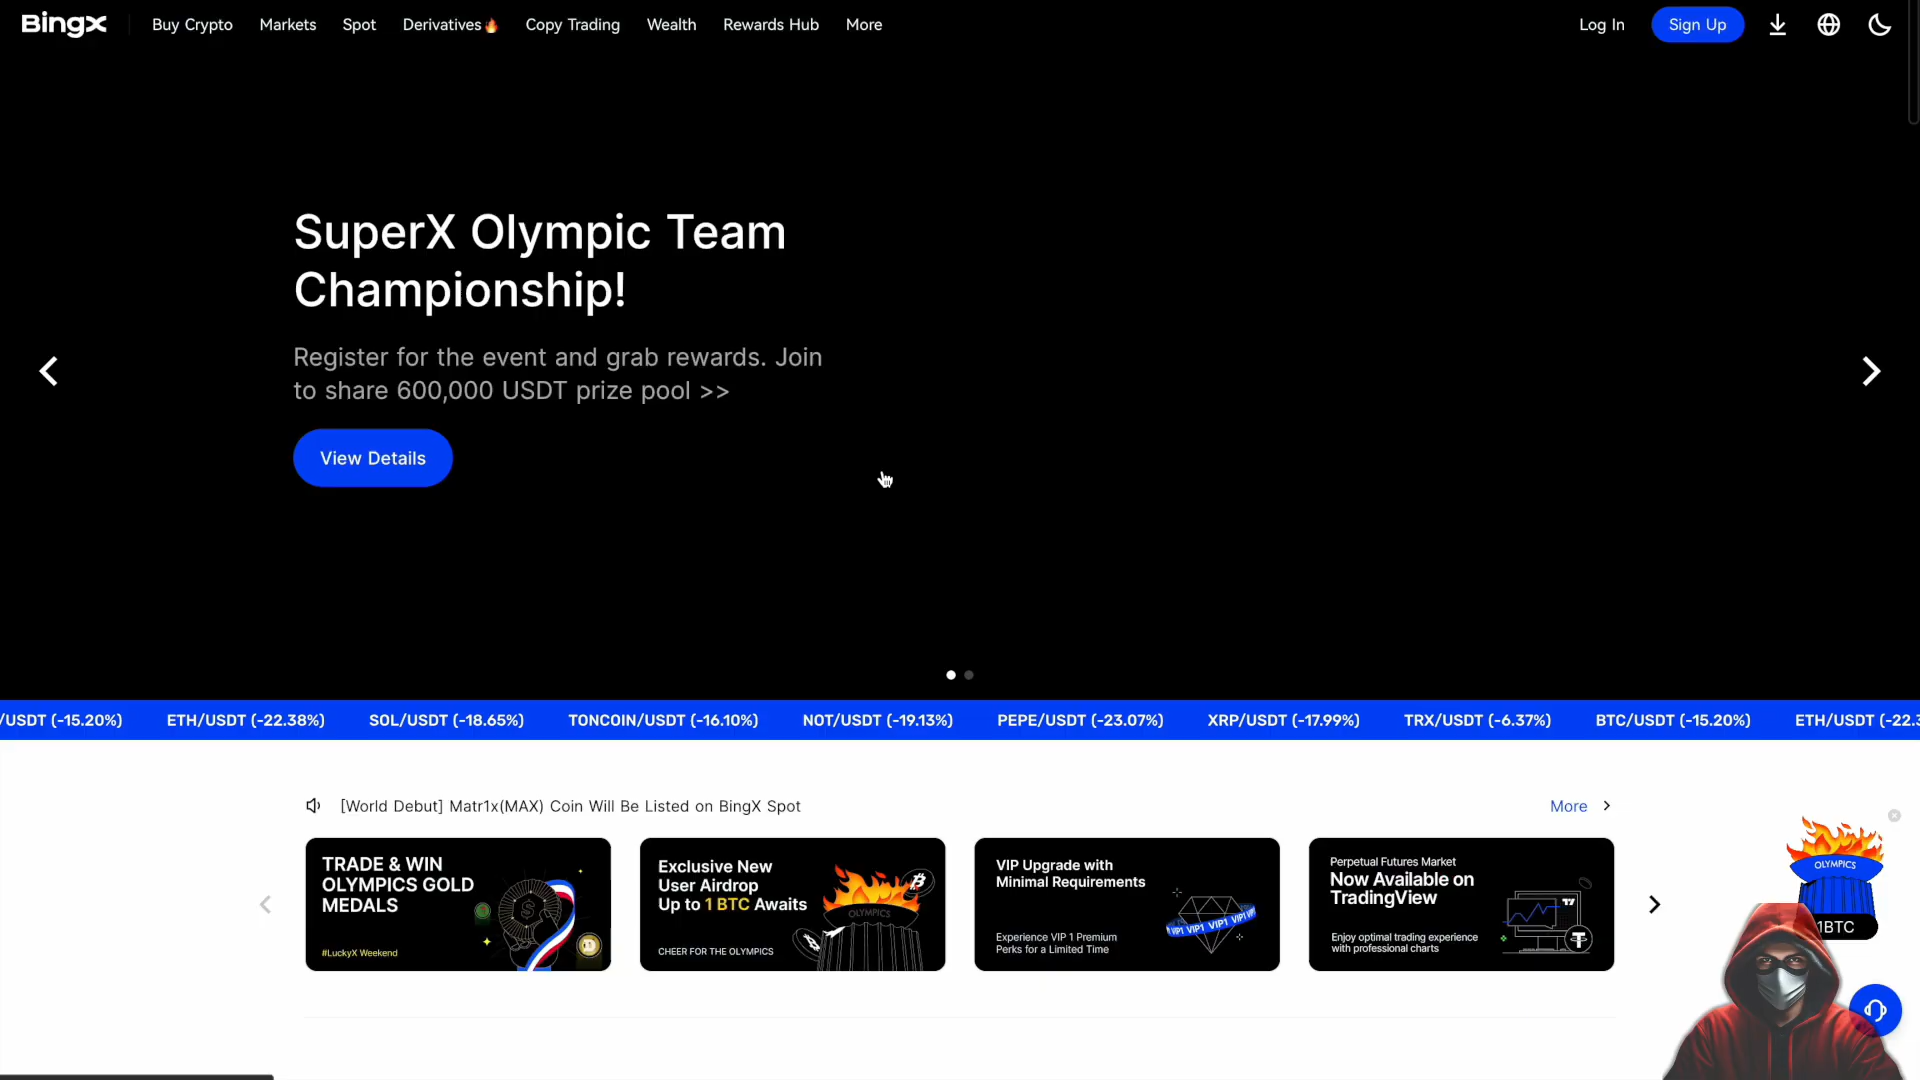 BingX
Buy Crypto
Markets
Spot
Derivatives
Copy Trading
Wealth
Rewards Hub
More
Log In
Sign Up
SuperX Olympic Team
Championship!
Register for the event and grab rewards. Join
to share 600,000 USDT prize pool >>
View Details
/USDT (-15.20%)
ETH/USDT (-22.38%)
SOL/USDT (-18.65%)
TONCOIN/USDT (-16.10%)
NOT/USDT (-19.13%)
PEPE/USDT (-23.07%)
XRP/USDT (-17.99%)
TRX/USDT (-6.37%)
BTC/USDT (-15.20%)
ETH/USDT (-22.3
[World Debut] Matr1x(MAX) Coin Will Be Listed on BingX Spot
More
TRADE & WIN
OLYMPICS GOLD
MEDALS
#LuckyX Weekend
Exclusive New
User Airdrop
Up to 1 BTC Awaits
OLYMPICS
CHEER FOR THE OLYMPICS
VIP Upgrade with
Minimal Requirements
VIP1 VIP1 VIP1 VIP1
Experience VIP 1 Premium
Perks for a Limited Time
Perpetual Futures Market
Now Available on
TradingView
Enjoy optimal trading experience
with professional charts
OLYMPICS
1BTC